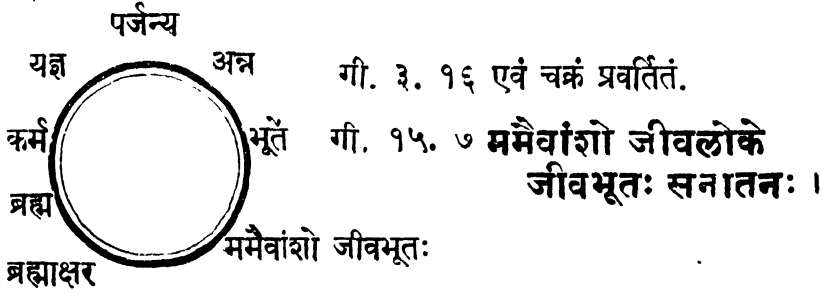 पर्जन्य
यज्ञ
अन्न
गी. ३. १६ एवं चक्रं प्रवर्तितं.
कर्म
भूतें
गी. १५. ७ ममैवांशो जीवलोके
जीवभूतः सनातनः ।
ब्रह्म
ममैवांशो जीवभूतः
ब्रह्माक्षर